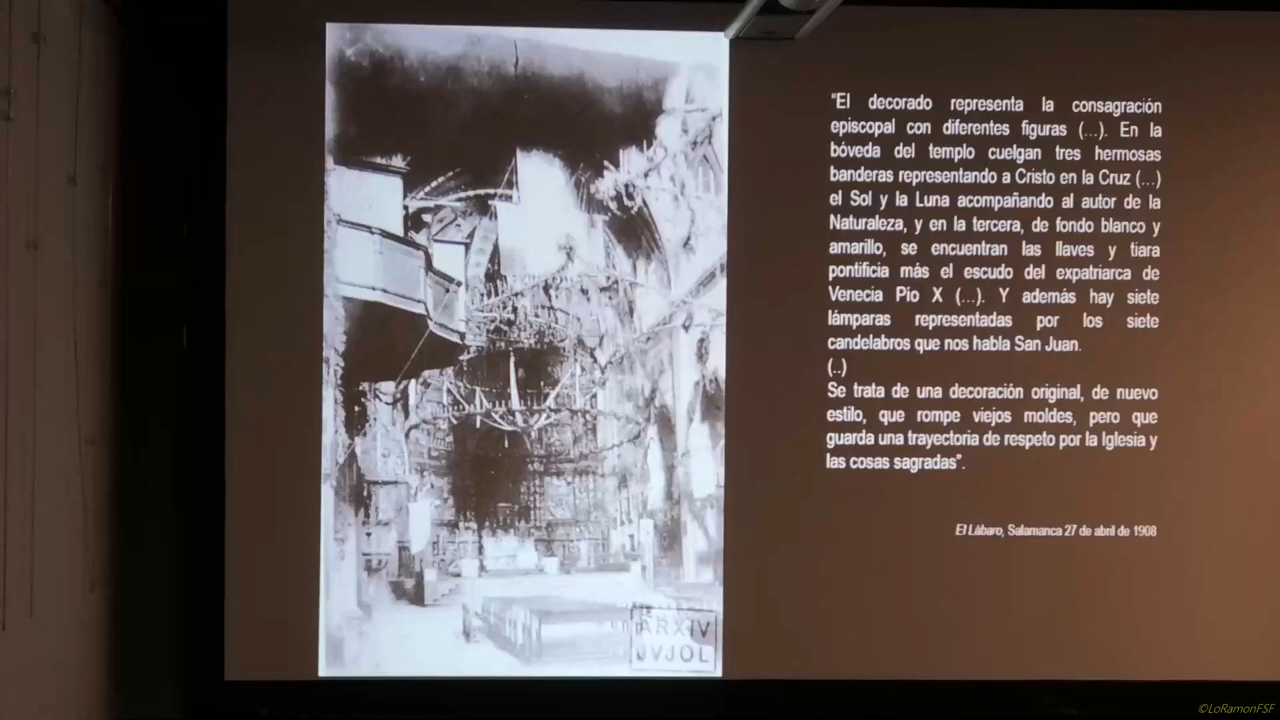 “El decorado representa la consagración
episcopal con diferentes figuras (...). En la
bóveda del templo cuelgan tres hermosas
banderas representando a Cristo en la Cruz (...)
el Sol y la Luna acompañando al autor de la
Naturaleza, y en la tercera, de fondo blanco y
amarillo, se encuentran las llaves y tiara
pontificia más el escudo del expatriarca de
Venecia Pío X (...). Y además hay siete
lámparas representadas por los siete
candelabros que nos habla San Juan.
(..)
Se trata de una decoración original, de nuevo
estilo, que rompe viejos moldes, pero que
guarda una trayectoria de respeto por la Iglesia y
las cosas sagradas”.
El Lábaro, Salamanca 27 de abril de 1908
ARXIV
JVJOL
©LoRamonFSF